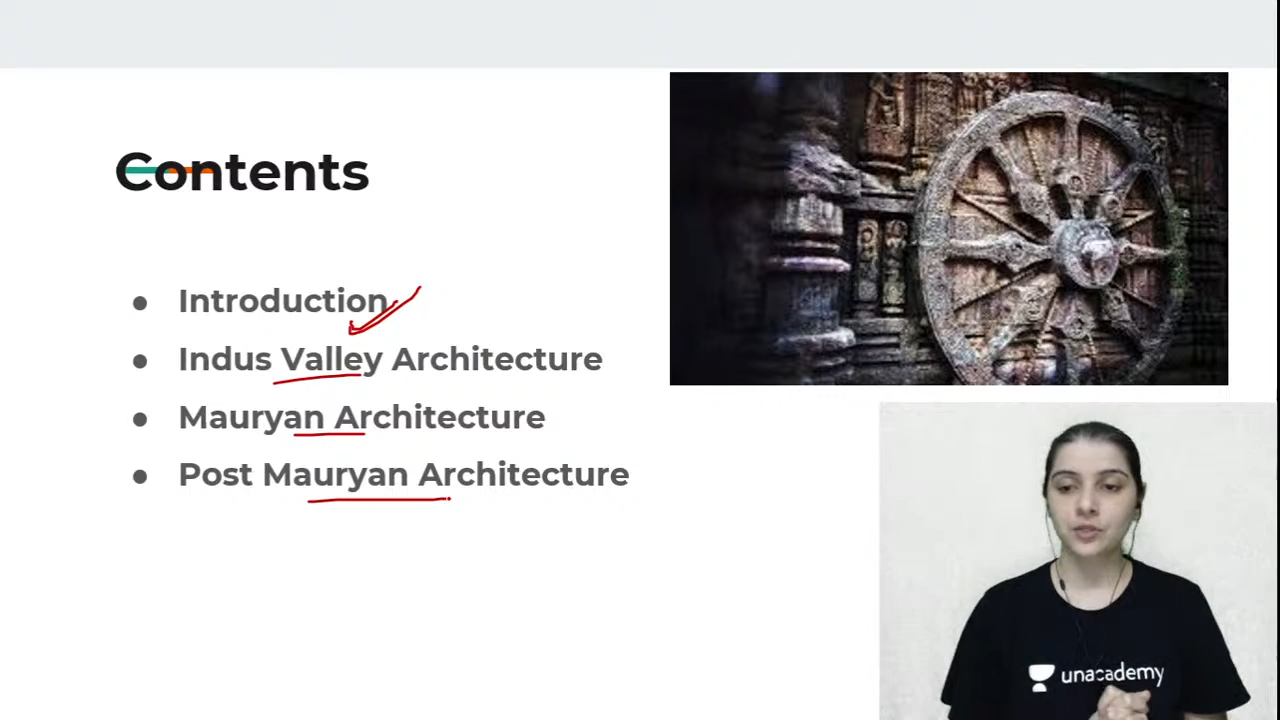 Contents
● Introduction
● Indus Valley Architecture
● Mauryan Architecture
● Post Mauryan Architecture
unacademy